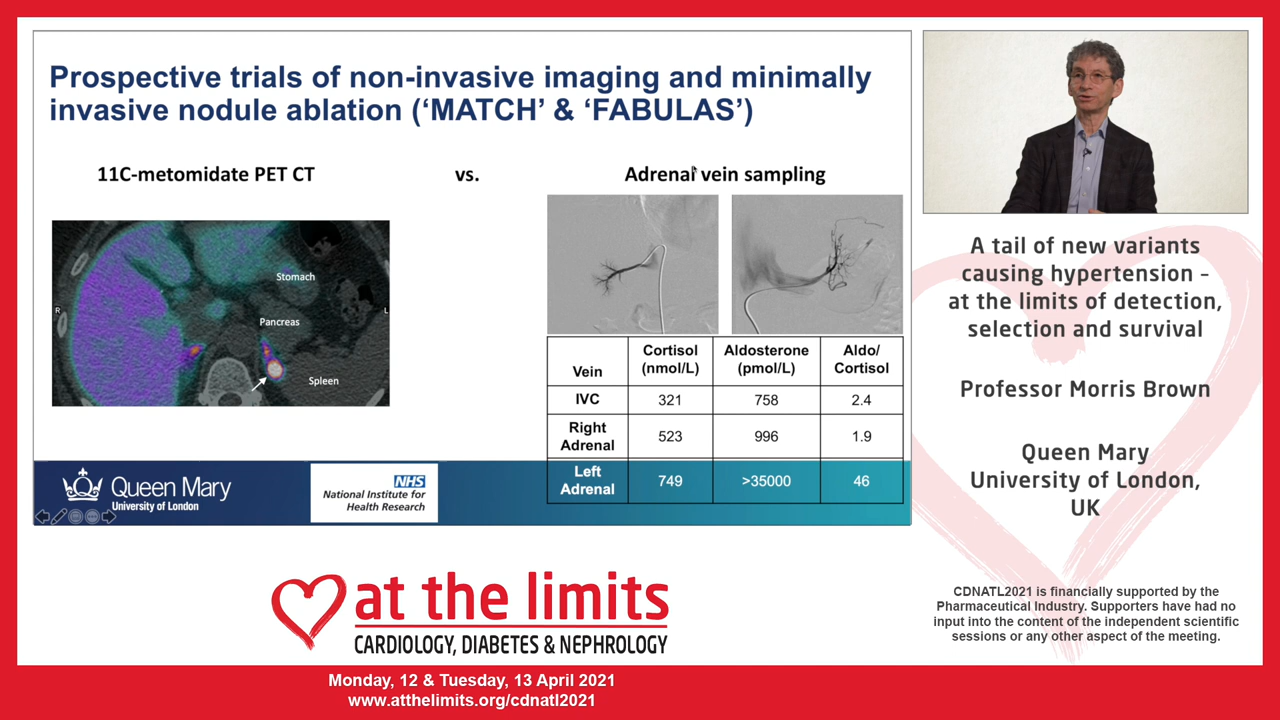 Prospective trials of non-invasive imaging and minimally
invasive nodule ablation (‘MATCH’ & ‘FABULAS’)
11C-metomidate PET CT
vs.
Adrenal vein sampling
Stomach
R
L
Pancreas
Spleen
Vein
Cortisol
(nmol/L)
Aldosterone
(pmol/L)
Aldo/
Cortisol
IVC
321
758
2.4
Right
Adrenal
523
996
1.9
Left
Adrenal
749
>35000
46
Queen Mary
University of London
NHS
National Institute for
Health Research
A tail of new variants
causing hypertension –
at the limits of detection,
selection and survival
Professor Morris Brown
Queen Mary
University of London,
UK
at the limits
CARDIOLOGY, DIABETES & NEPHROLOGY
CDNATL2021 is financially supported by the
Pharmaceutical Industry. Supporters have had no
input into the content of the independent scientific
sessions or any other aspect of the meeting.
Monday, 12 & Tuesday, 13 April 2021
www.atthelimits.org/cdnatl2021